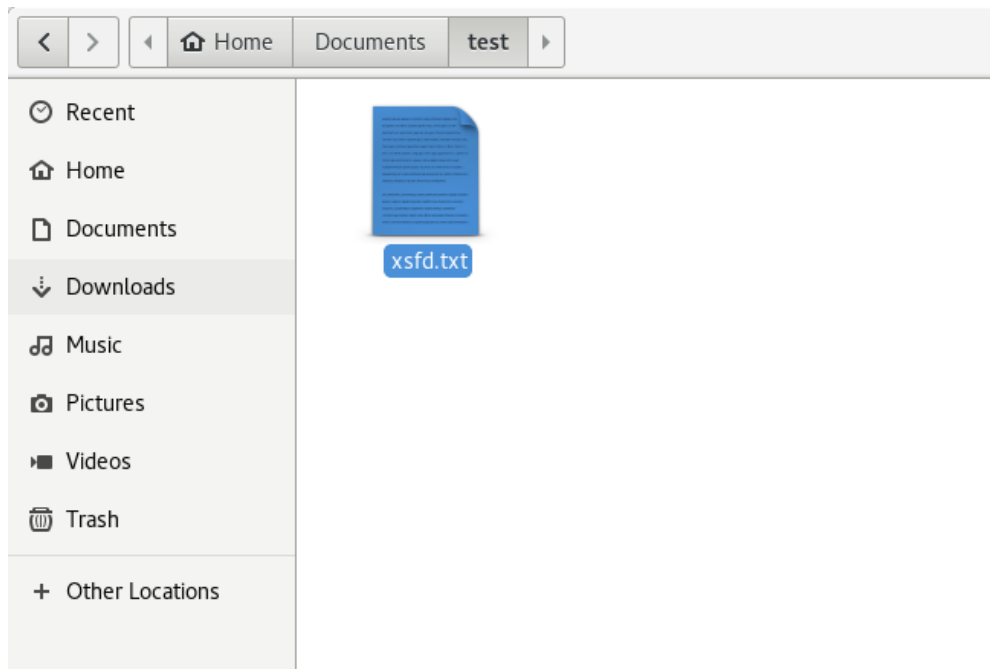 Home Documents test
Recent
Home
Documents
Downloads
Music
Pictures
Videos
Trash
Other Locations
xsfd.txt